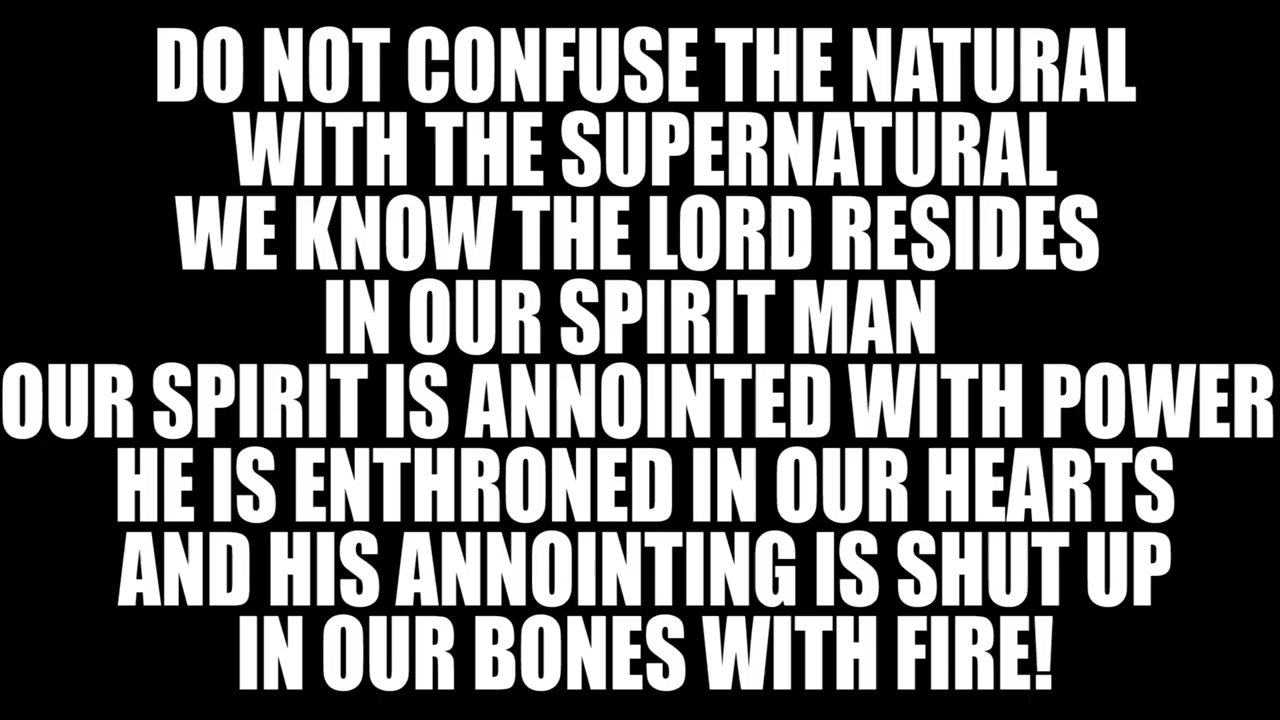 DO NOT CONFUSE THE NATURAL
WITH THE SUPERNATURAL
WE KNOW THE LORD RESIDES
IN OUR SPIRIT MAN
OUR SPIRIT IS ANNOINTED WITH POWER
HE IS ENTHRONED IN OUR HEARTS
AND HIS ANNOINTING IS SHUT UP
IN OUR BONES WITH FIRE!